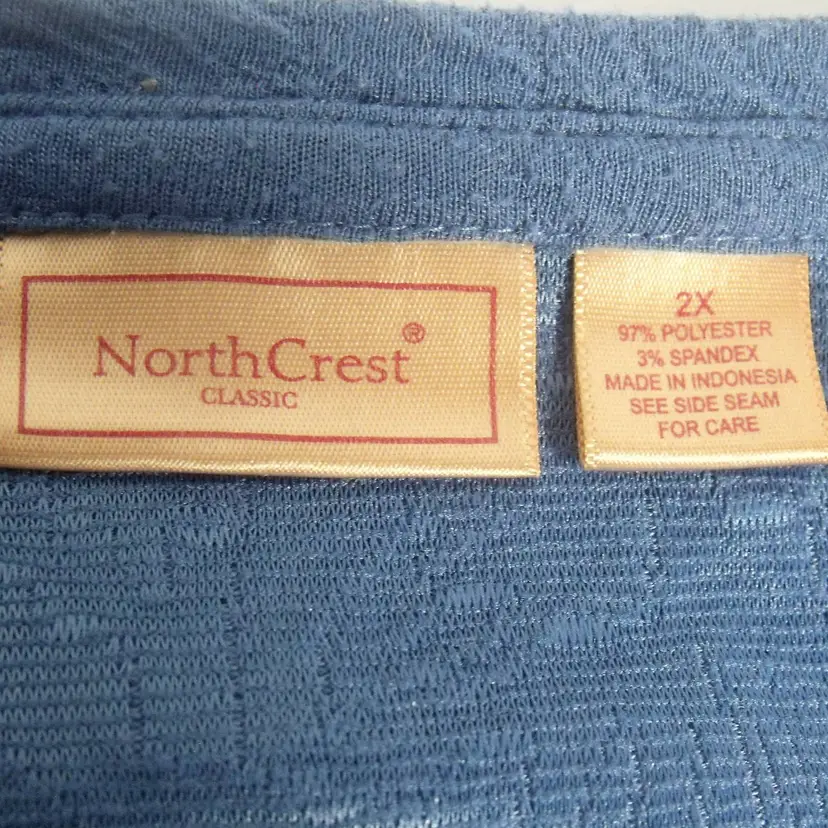 NorthCrest®
CLASSIC
2X
97% POLYESTER
3% SPANDEX
MADE IN INDONESIA
SEE SIDE SEAM
FOR CARE